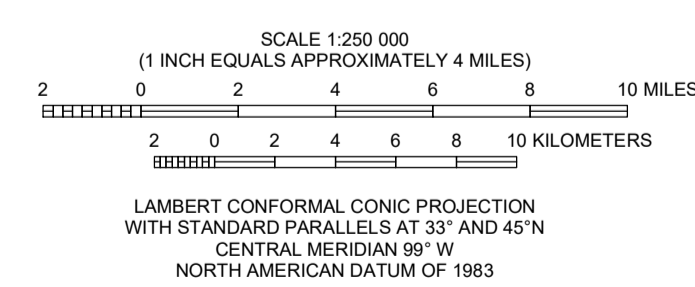 SCALE 1:250 000
(1 INCH EQUALS APPROXIMATELY 4 MILES)
2 0 2 4 6 8 10 MILES
2 0 2 4 6 8 10 KILOMETERS
LAMBERT CONFORMAL CONIC PROJECTION
WITH STANDARD PARALLELS AT 33° AND 45°N
CENTRAL MERIDIAN 99° W
NORTH AMERICAN DATUM OF 1983